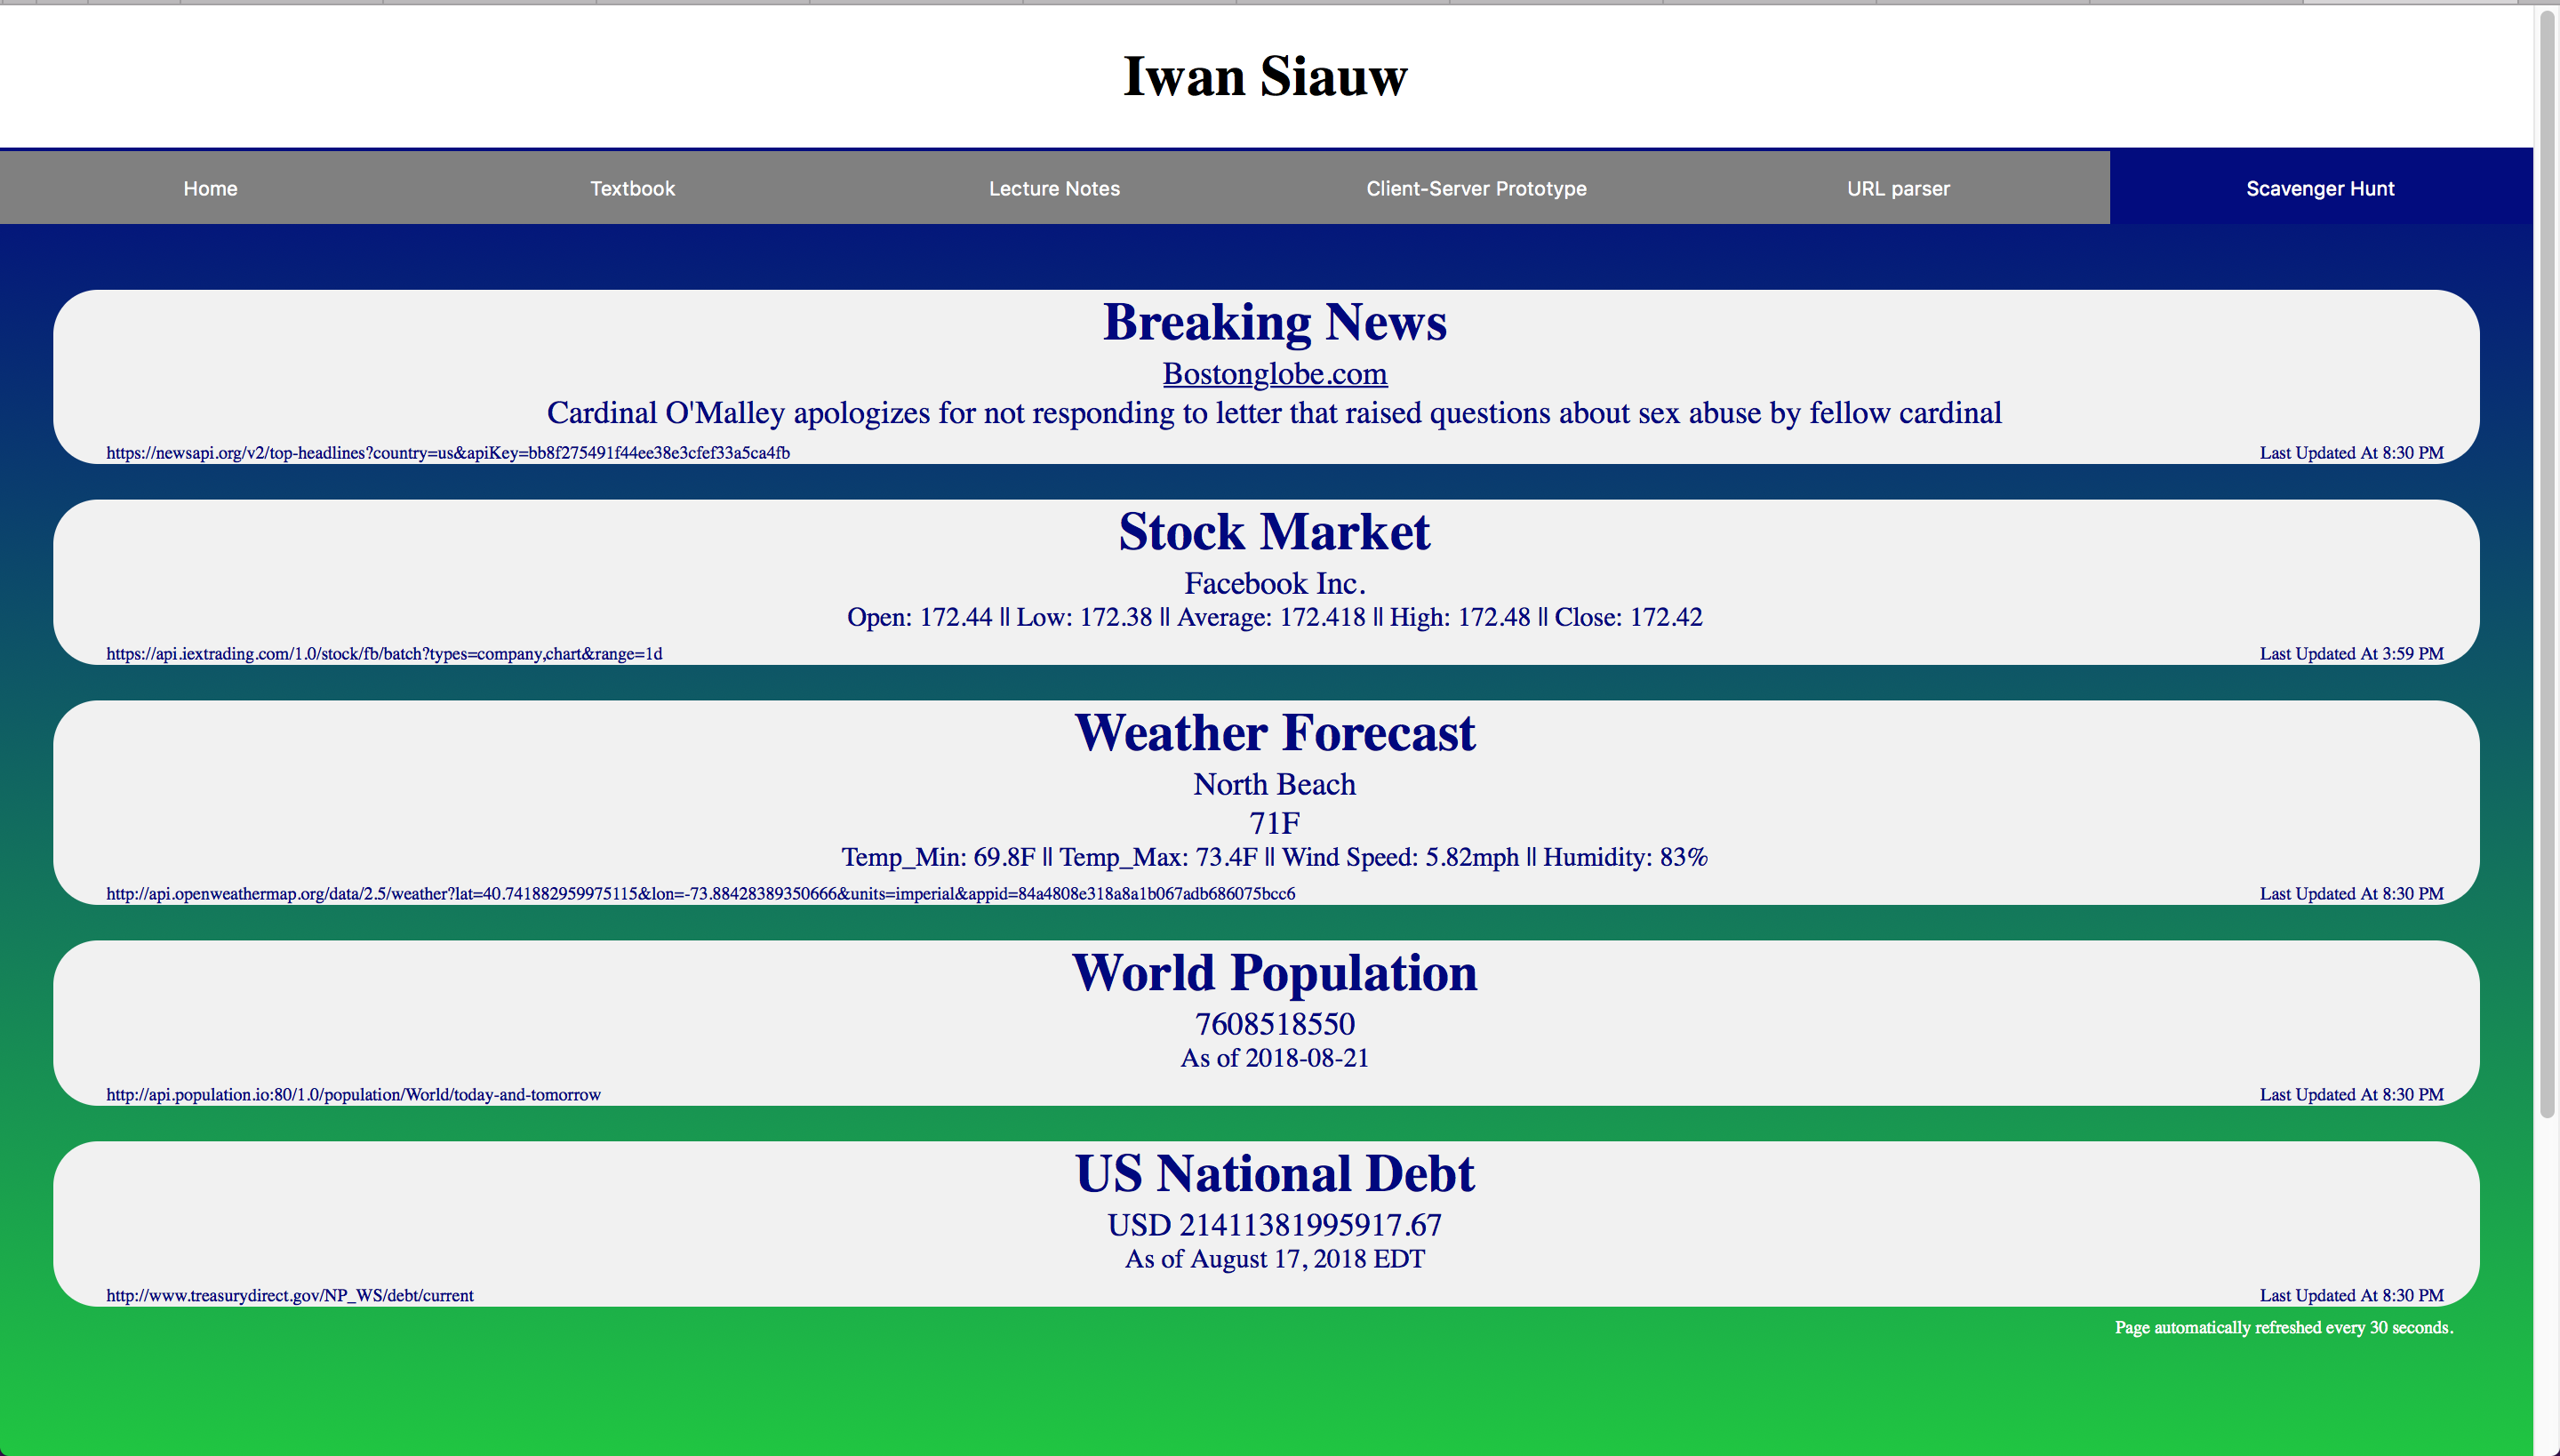 Iwan Siauw
Home Textbook Lecture Notes Client-Server Prototype URL parser Scavenger Hunt
Breaking News
Bostonglobe.com
Cardinal O'Malley apologizes for not responding to letter that raised questions about sex abuse by fellow cardinal
https://newsapi.org/v2/top-headlines?country=us&apiKey=bb8f275491f44ee38e3cfef33a5ca4fb Last Updated At 8:30 PM
Stock Market
Facebook Inc.
Open: 172.44 || Low: 172.38 || Average: 172.418 || High: 172.48 || Close: 172.42
https://api.iextrading.com/1.0/stock/fb/batch?types=company,chart&range=1d Last Updated At 3:59 PM
Weather Forecast
North Beach
71F
Temp_Min: 69.8F || Temp_Max: 73.4F || Wind Speed: 5.82mph || Humidity: 83%
http://api.openweathermap.org/data/2.5/weather?lat=40.741882959975115&lon=-73.88428389350666&units=imperial&appid=84a4808e318a8a1b067adb686075bcc6 Last Updated At 8:30 PM
World Population
7608518550
As of 2018-08-21
http://api.population.io:80/1.0/population/World/today-and-tomorrow Last Updated At 8:30 PM
US National Debt
USD 21411381995917.67
As of August 17, 2018 EDT
http://www.treasurydirect.gov/NP_WS/debt/current Last Updated At 8:30 PM
Page automatically refreshed every 30 seconds.